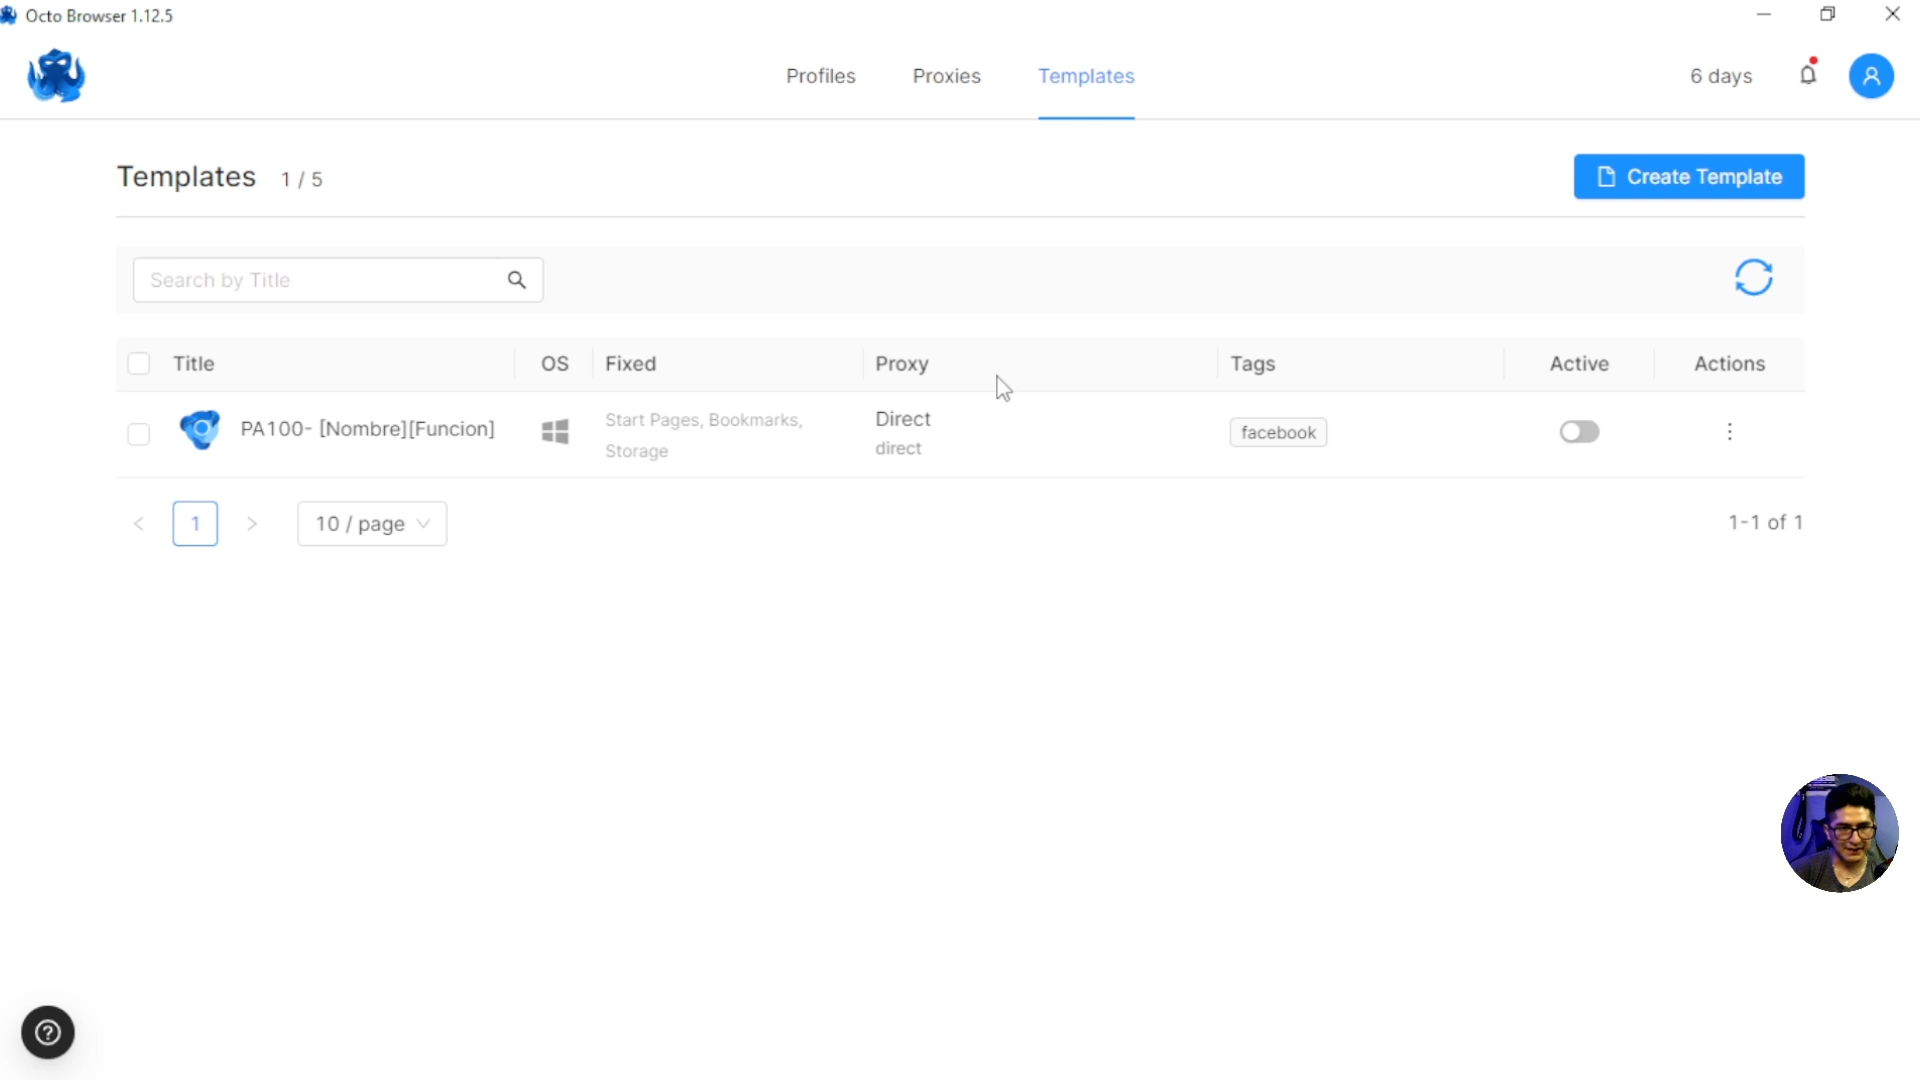 Octo Browser 1.12.5
Profiles
Proxies
Templates
6 days
Templates 1 / 5
Create Template
Search by Title
Title
OS
Fixed
Proxy
Tags
Active
Actions
PA100- [Nombre][Funcion]
Start Pages, Bookmarks,
Storage
Direct
direct
facebook
1
10 / page
1-1 of 1